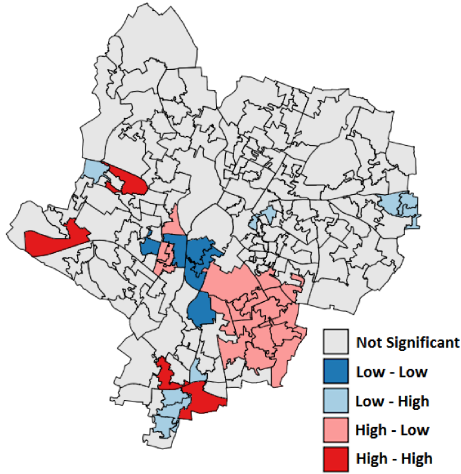 Not Significant
Low - Low
Low - High
High - Low
High - High